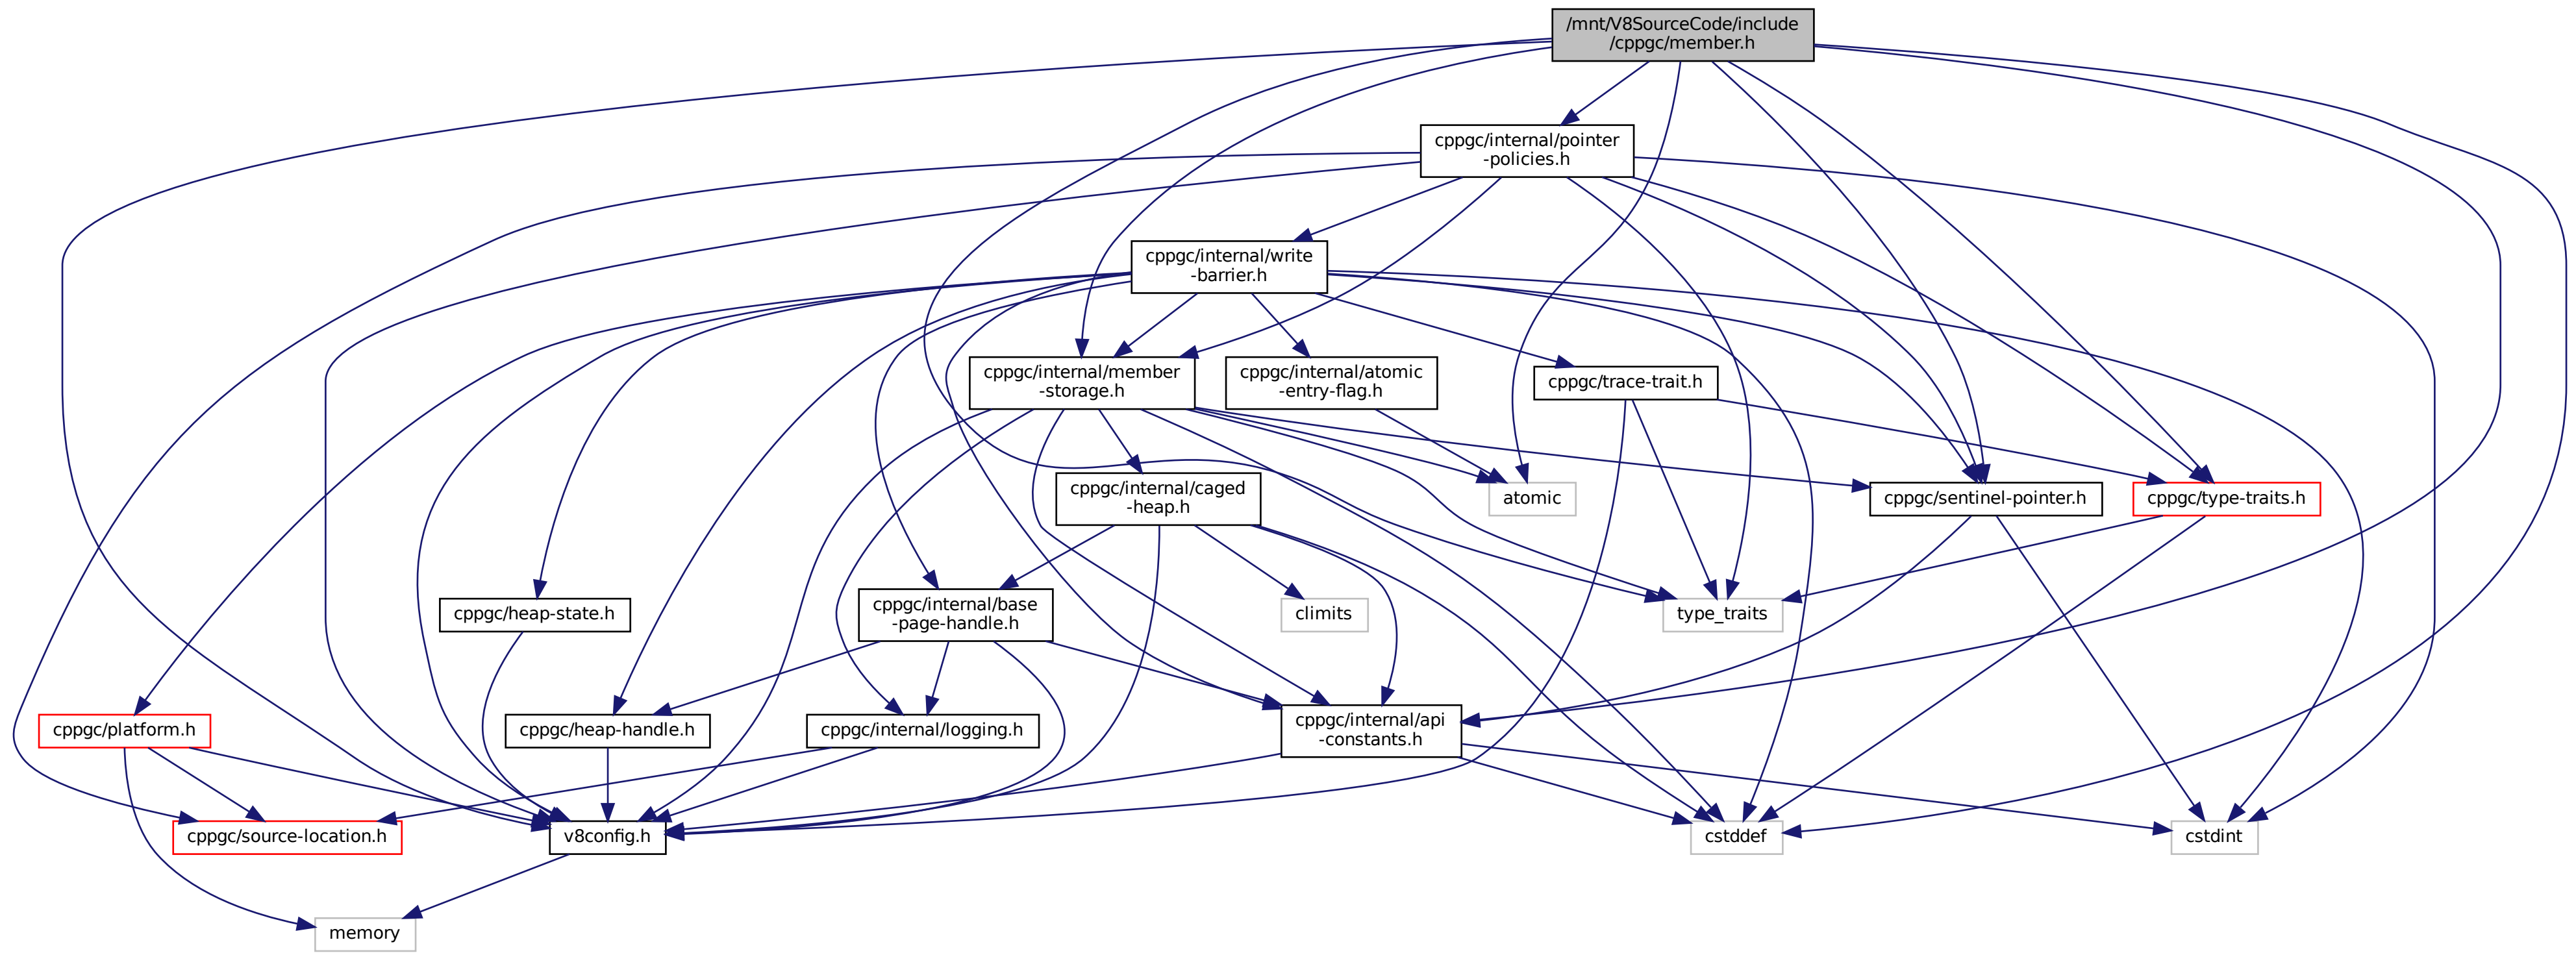 /mnt/V8SourceCode/include
/cppgc/member.h
cppgc/internal/pointer
-policies.h
cppgc/internal/write
-barrier.h
cppgc/internal/member
-storage.h
cppgc/internal/atomic
-entry-flag.h
cppgc/trace-trait.h
cppgc/internal/caged
-heap.h
atomic
cppgc/sentinel-pointer.h
cppgc/type-traits.h
cppgc/heap-state.h
cppgc/internal/base
-page-handle.h
climits
type_traits
cppgc/platform.h
cppgc/heap-handle.h
cppgc/internal/logging.h
cppgc/internal/api
-constants.h
cppgc/source-location.h
v8config.h
cstddef
cstdint
memory